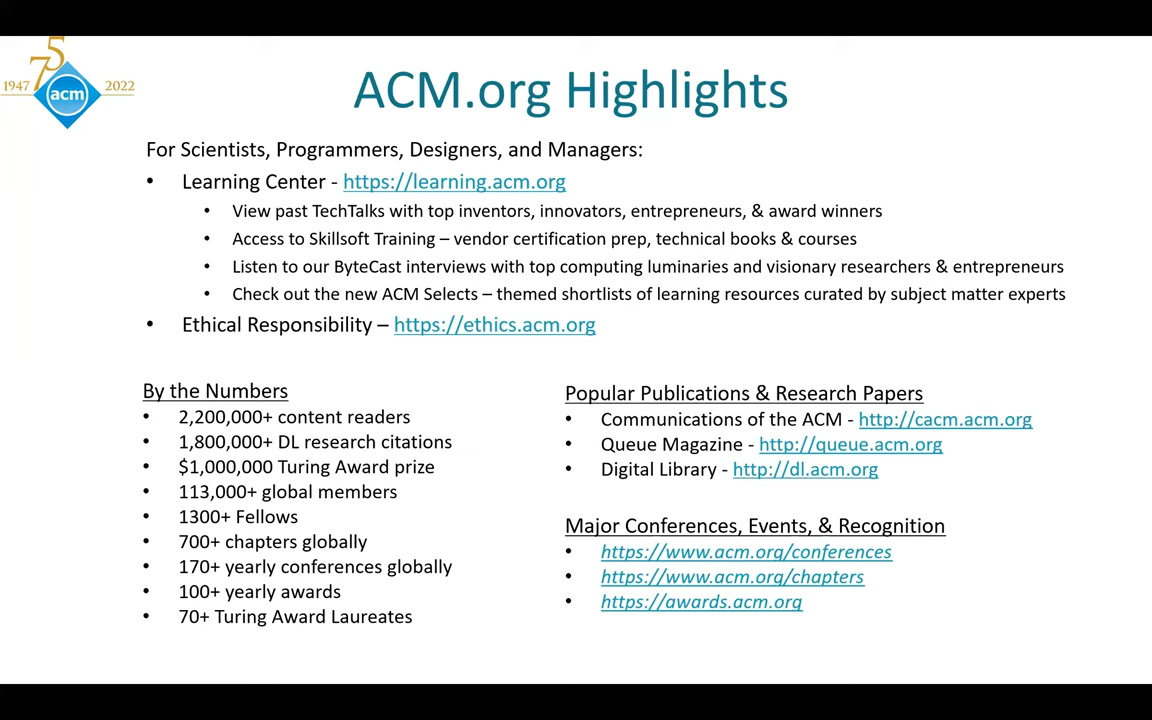 75
1947 acm 2022
ACM.org Highlights
For Scientists, Programmers, Designers, and Managers:
• Learning Center - https://learning.acm.org
• View past TechTalks with top inventors, innovators, entrepreneurs, & award winners
• Access to Skillsoft Training – vendor certification prep, technical books & courses
• Listen to our ByteCast interviews with top computing luminaries and visionary researchers & entrepreneurs
• Check out the new ACM Selects – themed shortlists of learning resources curated by subject matter experts
• Ethical Responsibility – https://ethics.acm.org
By the Numbers
• 2,200,000+ content readers
• 1,800,000+ DL research citations
• $1,000,000 Turing Award prize
• 113,000+ global members
• 1300+ Fellows
• 700+ chapters globally
• 170+ yearly conferences globally
• 100+ yearly awards
• 70+ Turing Award Laureates
Popular Publications & Research Papers
• Communications of the ACM - http://cacm.acm.org
• Queue Magazine - http://queue.acm.org
• Digital Library - http://dl.acm.org
Major Conferences, Events, & Recognition
• https://www.acm.org/conferences
• https://www.acm.org/chapters
• https://awards.acm.org